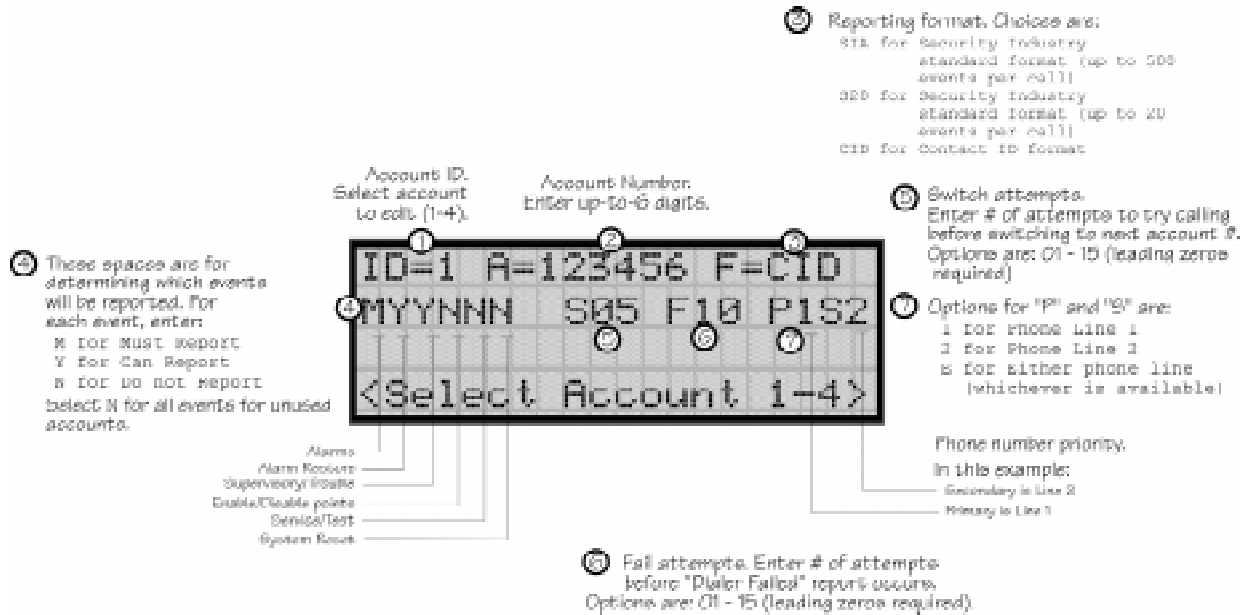 3 Reporting format. Choices are:
SIA for Security Industry
standard format (up to 500
events per call)
S20 for Security Industry
standard format (up to 20
events per call)
CID for Contact ID format
Account ID.
Select account
to edit (1-4).
Account Number.
Enter up-to-6 digits.
5 Switch attempts.
Enter # of attempts to try calling
before switching to next account #.
Options are: 01 - 15 (leading zeros
required)
4 These spaces are for
determining which events
will be reported. For
each event, enter:
M for Must Report
Y for Can Report
N for Do not Report
Select N for all events for unused
accounts.
1
2
3
ID=1 A=123456 F=CID
4
MYYNNN S05 F10 P1S2
5
6
7
<Select Account 1-4>
7 Options for "P" and "S" are:
1 for Phone Line 1
2 for Phone Line 2
E for Either phone line
(whichever is available)
Alarms
Alarm Restore
Supervisory/Trouble
Enable/Disable points
Service/Test
System Reset
Phone number priority.
In this example:
Secondary is Line 2
Primary is Line 1
6 Fail attempts. Enter # of attempts
before "Dialer Failed" report occurs.
Options are: 01 - 15 (leading zeros required)